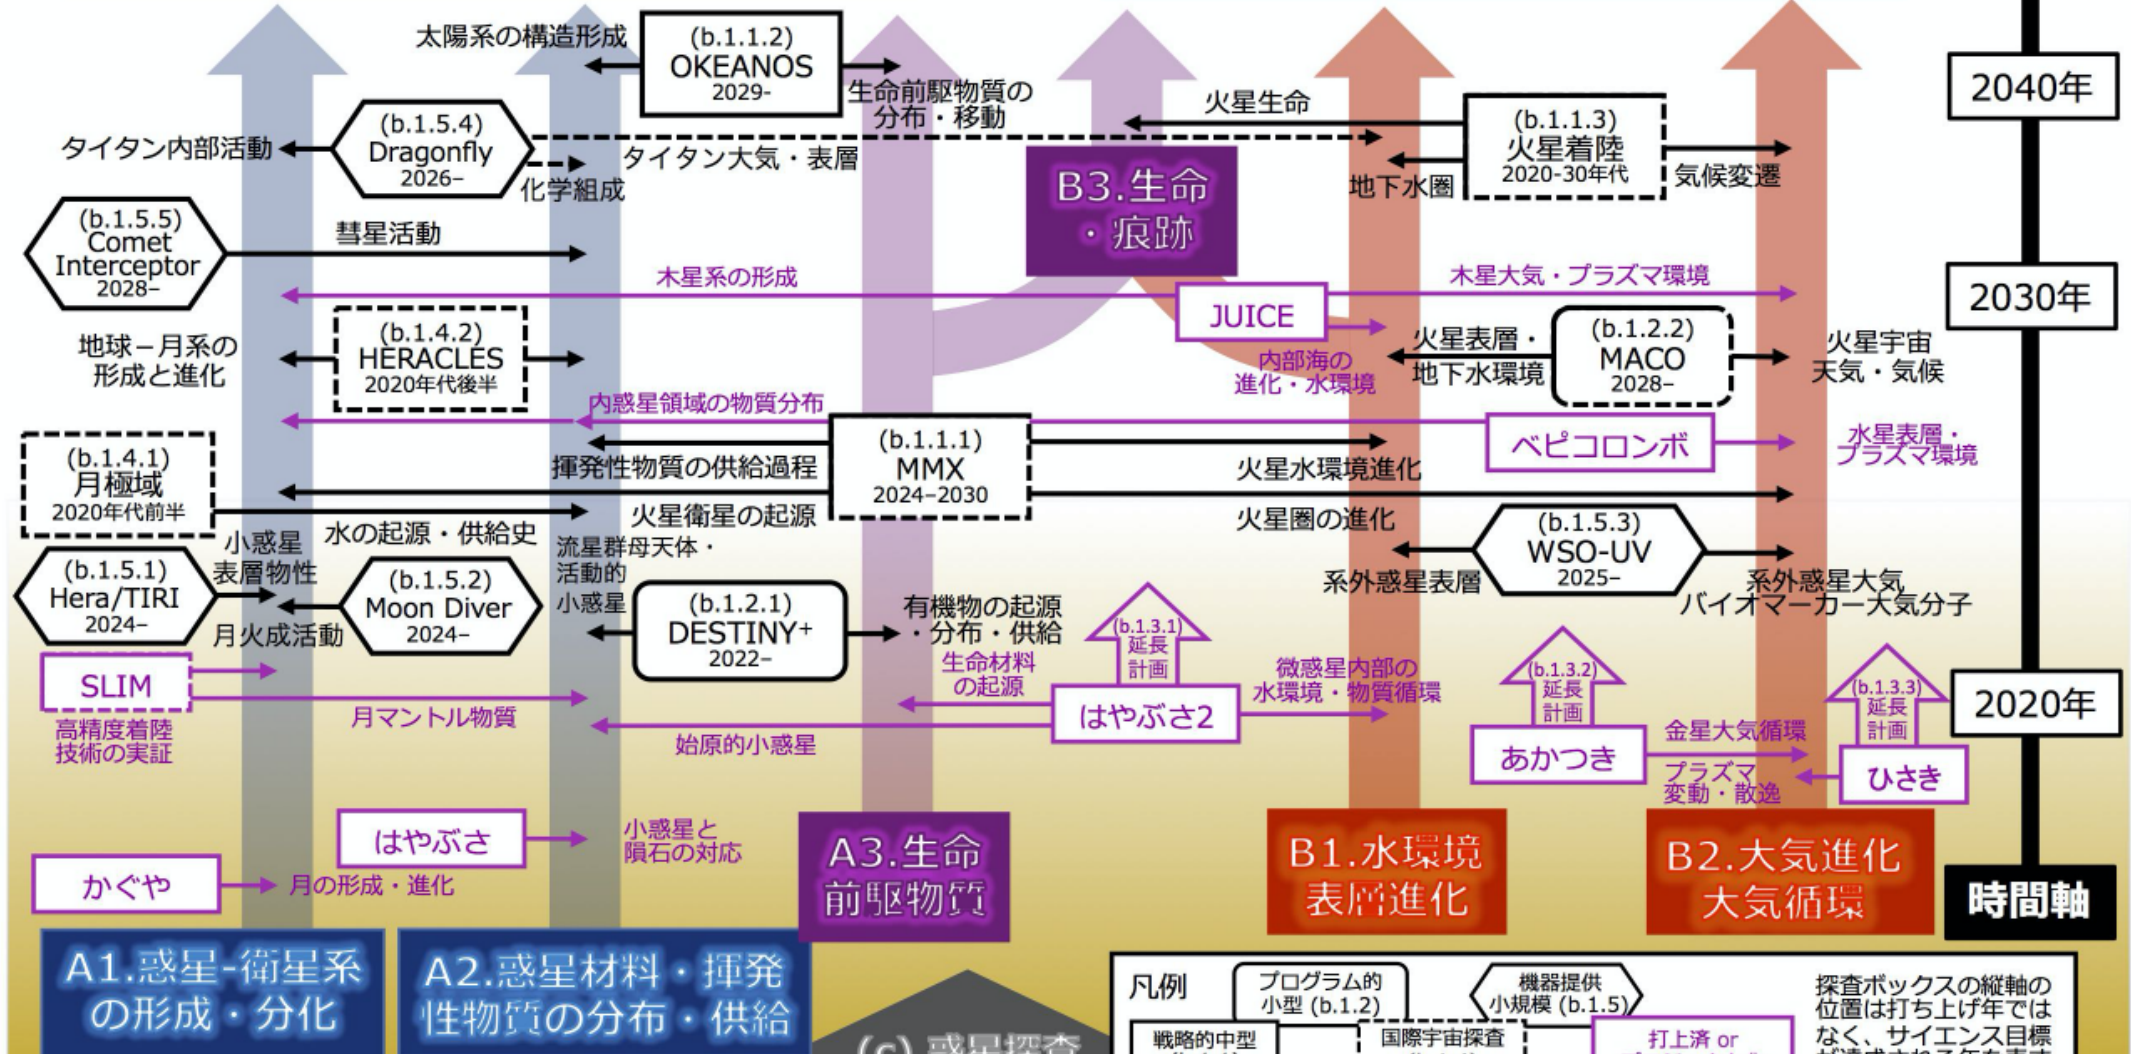 太陽系の構造形成
(b.1.1.2)
OKEANOS
2029-
生命前駆物質の
分布・移動
火星生命
(b.1.1.3)
火星着陸
2020-30年代
地下水圏
気候変遷
2040年
タイタン内部活動
(b.1.5.4)
Dragonfly
2026–
化学組成
タイタン大気・表層
B3.生命
・痕跡
(b.1.5.5)
Comet
Interceptor
2028–
彗星活動
木星系の形成
JUICE
木星大気・プラズマ環境
2030年
内部海の
進化・水環境
地球－月系の
形成と進化
(b.1.4.2)
HERACLES
2020年代後半
火星表層・
地下水環境
(b.1.2.2)
MACO
2028–
火星宇宙
天気・気候
内惑星領域の物質分布
ベピコロンボ
水星表層・
プラズマ環境
(b.1.4.1)
月極域
2020年代前半
水の起源・供給史
揮発性物質の供給過程
火星衛星の起源
(b.1.1.1)
MMX
2024–2030
火星水環境進化
火星圏の進化
(b.1.5.1)
Hera/TIRI
2024–
小惑星
表層物性
月火成活動
(b.1.5.2)
Moon Diver
2024–
流星群母天体・
活動的
小惑星
(b.1.2.1)
DESTINY+
2022–
有機物の起源
・分布・供給
系外惑星表層
(b.1.5.3)
WSO-UV
2025–
系外惑星大気
バイオマーカー大気分子
SLIM
高精度着陸
技術の実証
月マントル物質
生命材料
の起源
始原的小惑星
(b.1.3.1)
延長
計画
はやぶさ2
微惑星内部の
水環境・物質循環
(b.1.3.2)
延長
計画
あかつき
金星大気循環
プラズマ
変動・散逸
(b.1.3.3)
延長
計画
ひさき
2020年
はやぶさ
小惑星と
隕石の対応
かぐや
月の形成・進化
時間軸
A1.惑星-衛星系
の形成・分化
A2.惑星材料・揮発
性物質の分布・供給
A3.生命
前駆物質
B1.水環境
表層進化
B2.大気進化
大気循環
(c) 惑星探査
凡例
プログラム的
小型 (b.1.2)
機器提供
小規模 (b.1.5)
戦略的中型
国際宇宙探査
打上済 or
探査ボックスの縦軸の
位置は打ち上げ年では
なく、サイエンス目標